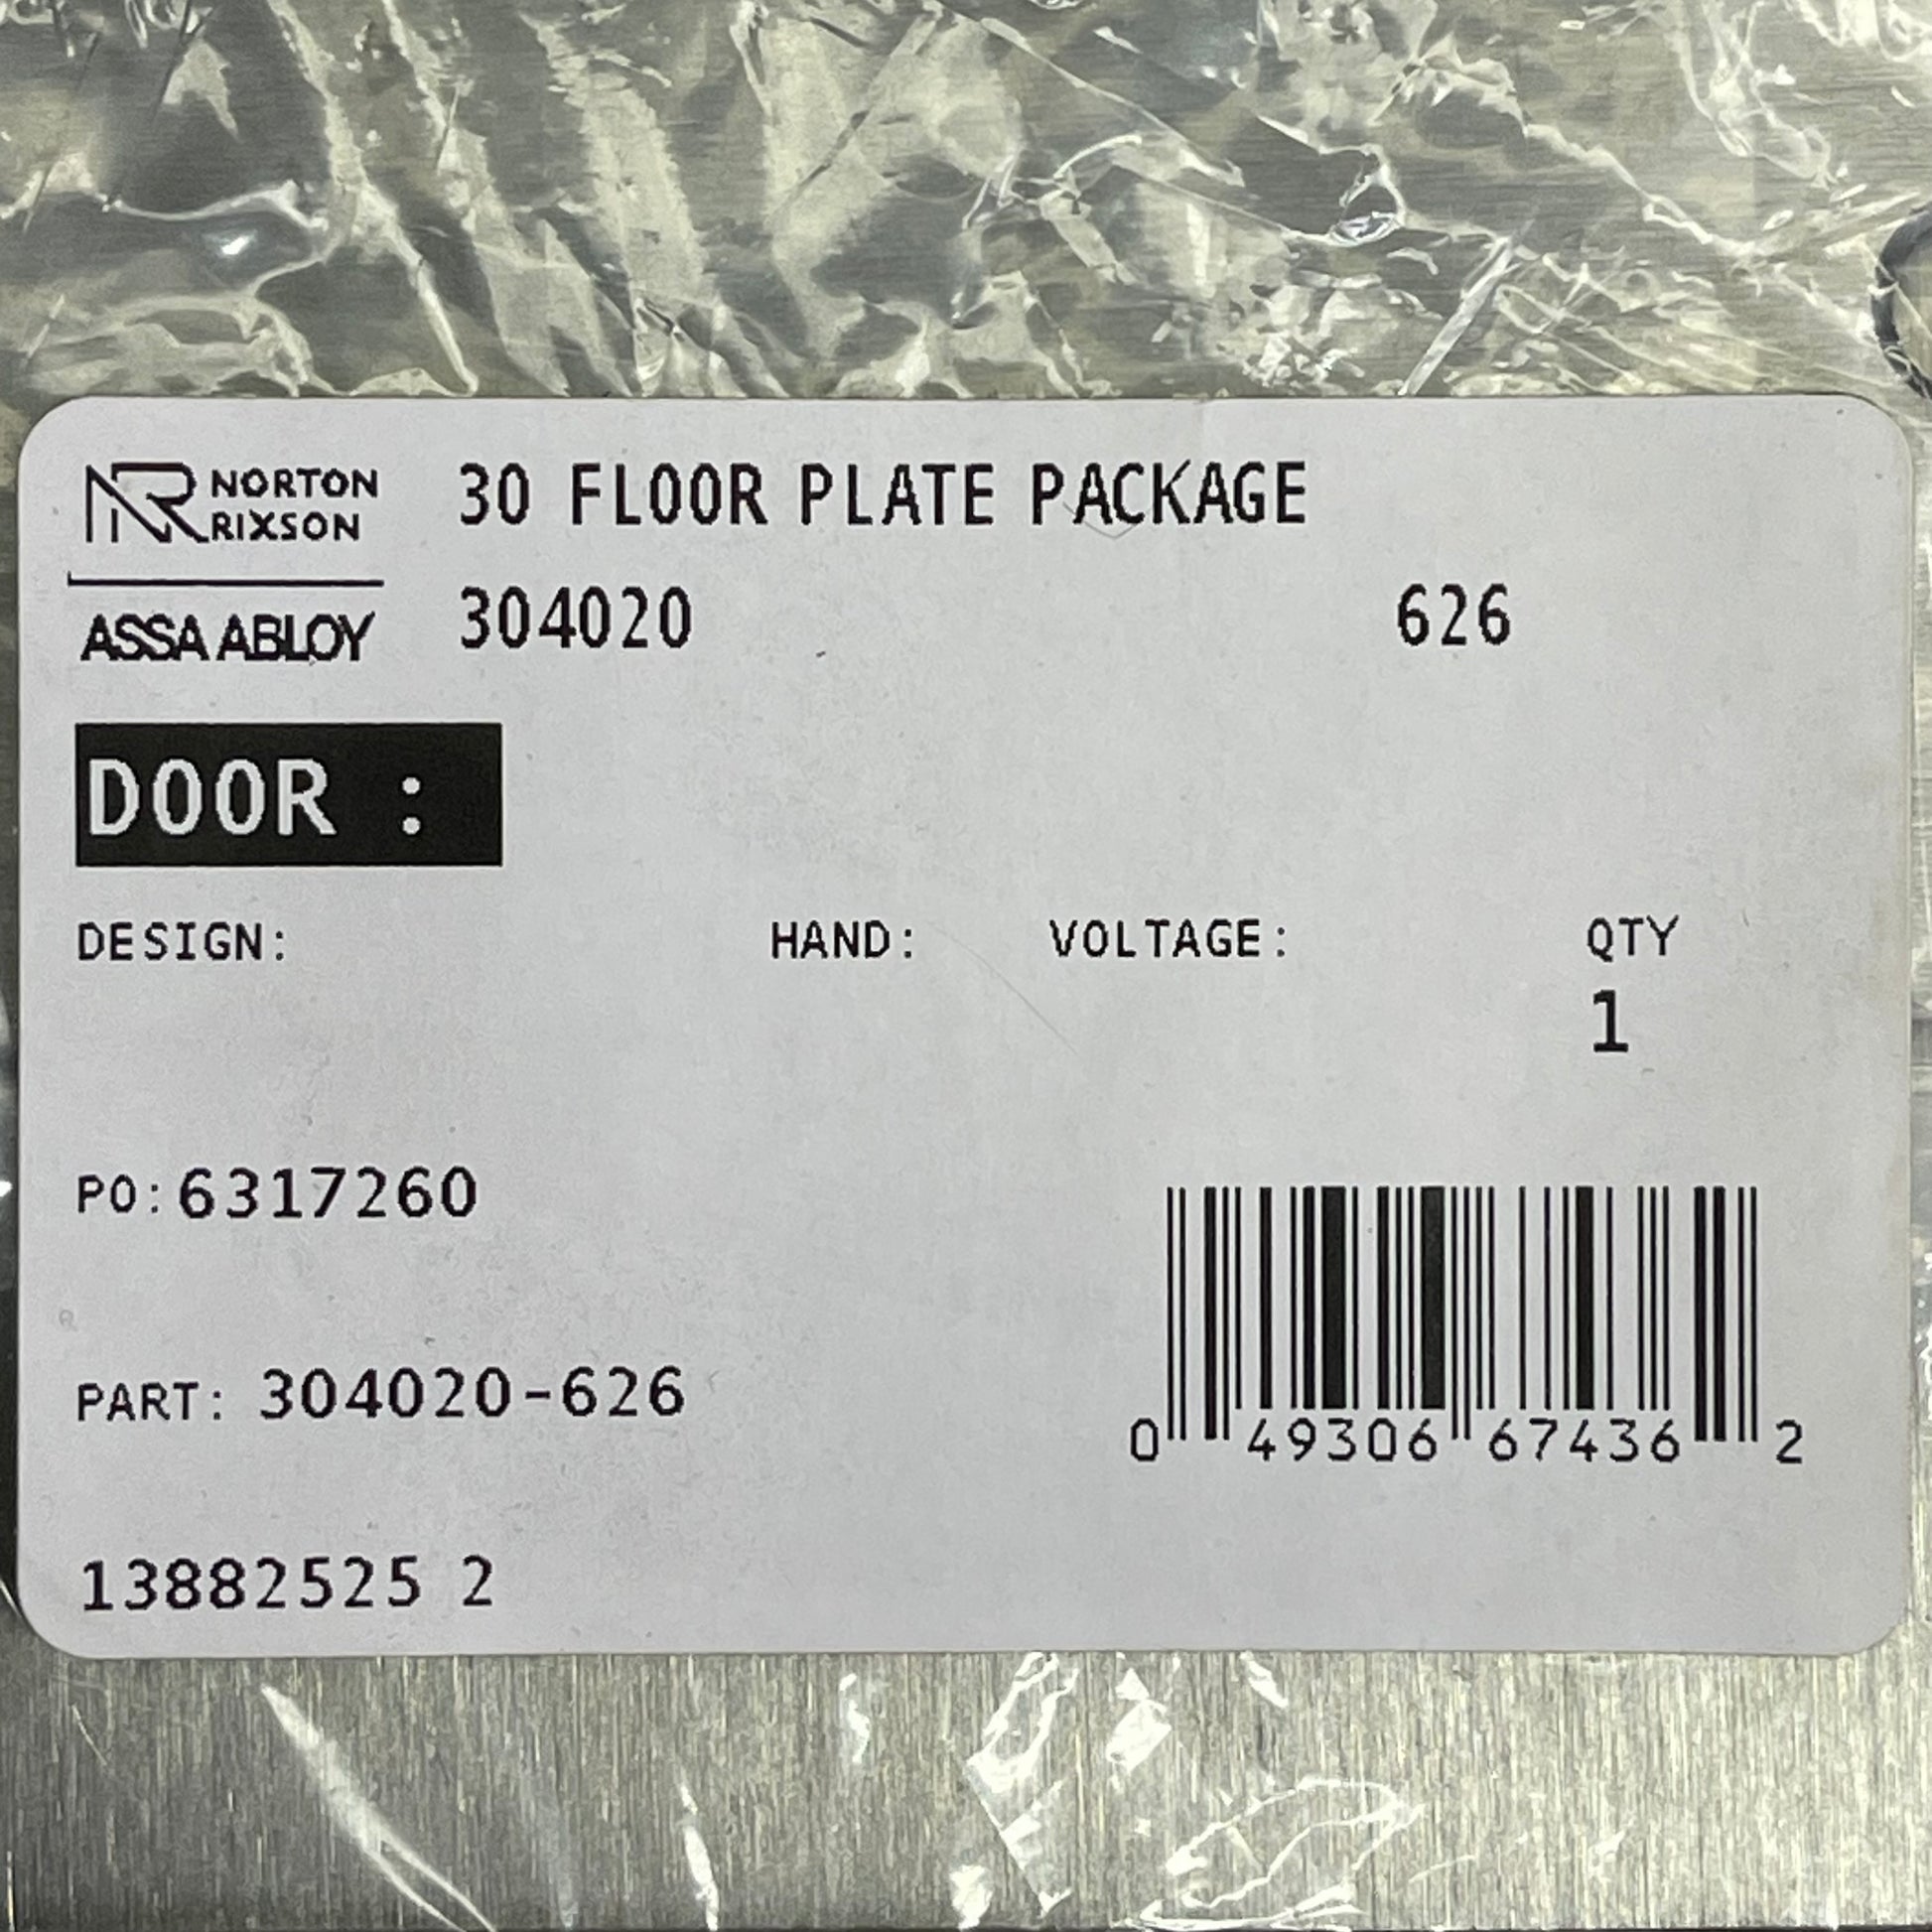 NORTON
RIXSON
ASSA ABLOY
30 FLOOR PLATE PACKAGE
304020 626
DOOR :
DESIGN: HAND: VOLTAGE: QTY
1
PO: 6317260
PART: 304020-626
0 49306 67436 2
13882525 2